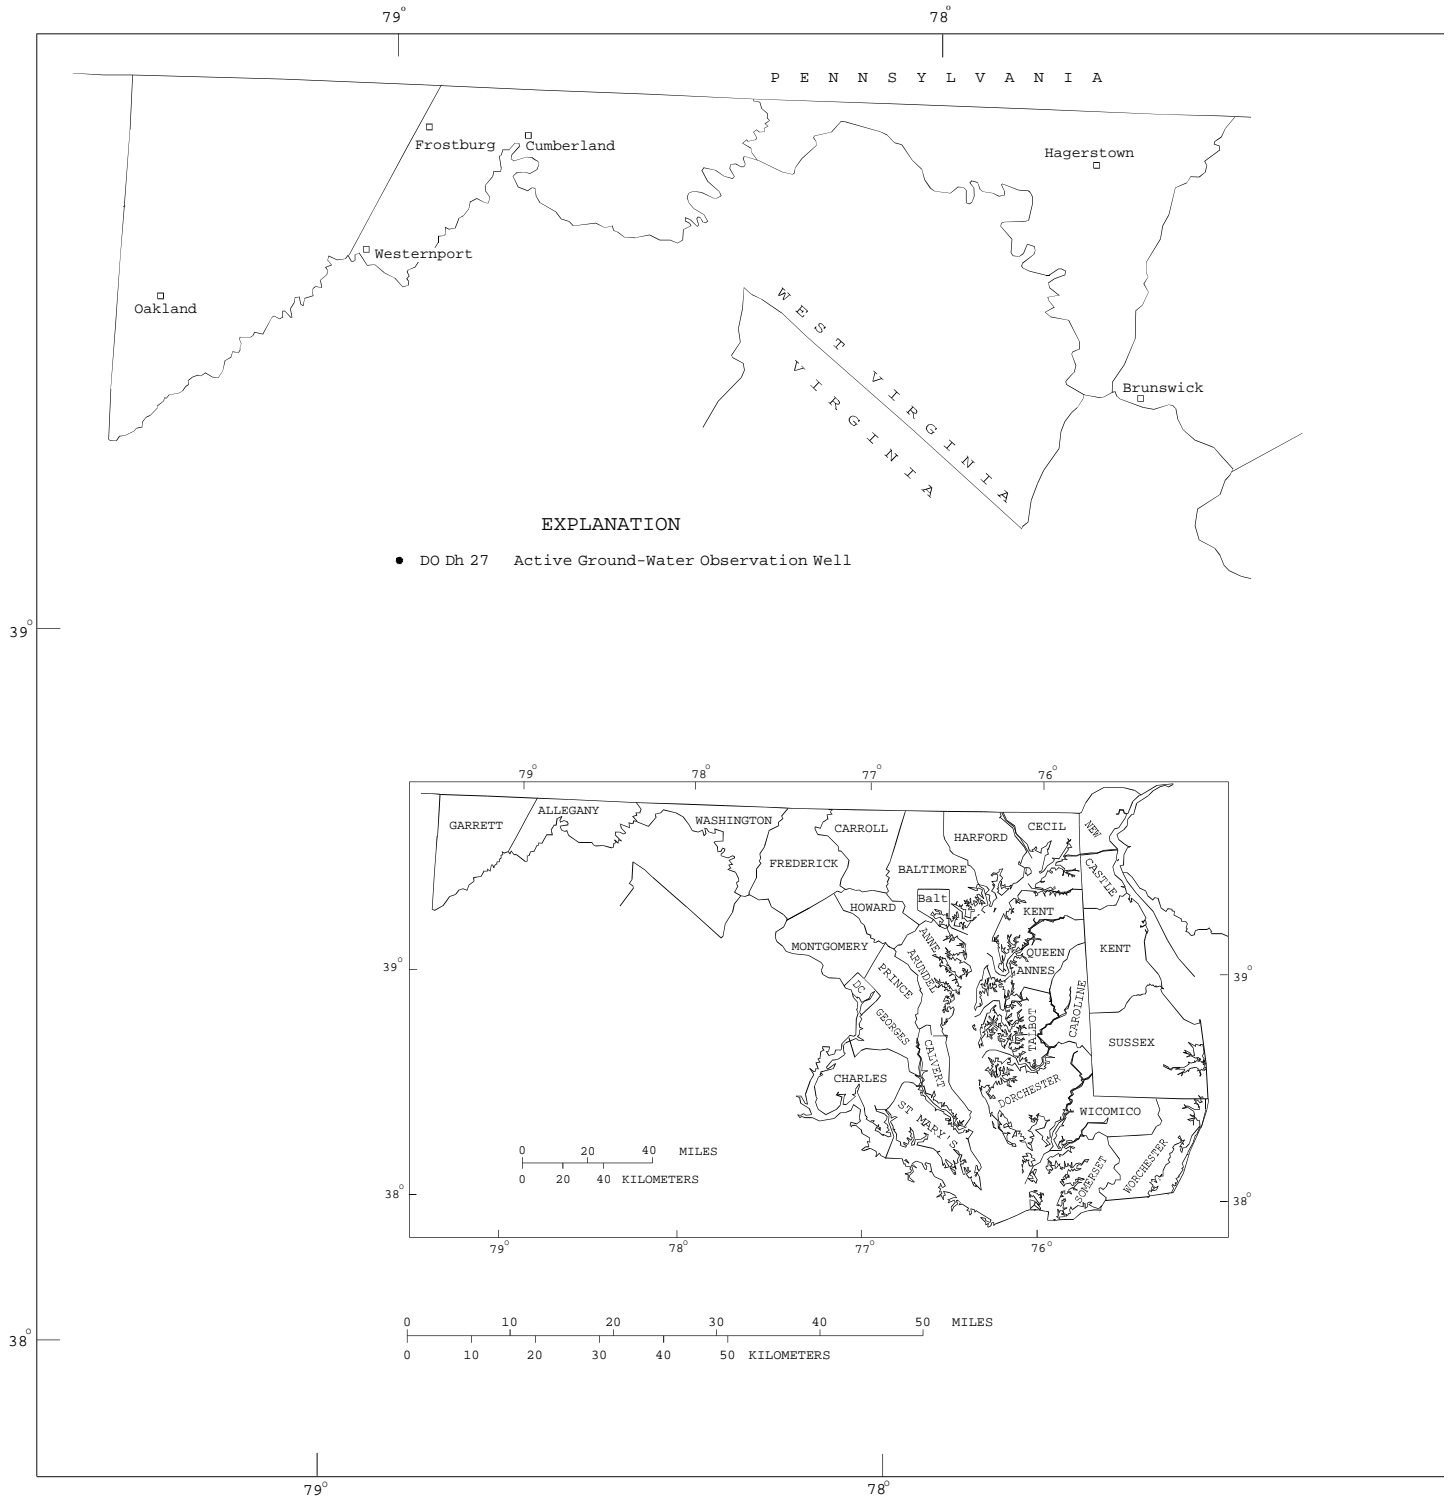 79° 78°
P E N N S Y L V A N I A
Frostburg
Cumberland
Hagerstown
Westernport
Oakland
WEST VIRGINIA
VIRGINIA
Brunswick
EXPLANATION
DO Dh 27 Active Ground-Water Observation Well
39°
79° 78° 77° 76°
GARRETT
ALLEGANY
WASHINGTON
FREDERICK
CARROLL
BALTIMORE
HARFORD
CECIL
NEW
CASTLE
Balt
HOWARD
KENT
MONTGOMERY
ANNE
ARUNDEL
QUEEN
ANNES
KENT
39°
39°
DC
PRINCE
GEORGES
CAROLINE
TALBOT
SUSSEX
CALVERT
CHARLES
DORCHESTER
ST MARY'S
WICOMICO
WORCHESTER
SOMERSET
0 20 40 MILES
0 20 40 KILOMETERS
38°
38°
79° 78° 77° 76°
0 10 20 30 40 50 MILES
0 10 20 30 40 50 KILOMETERS
38°
79° 78°